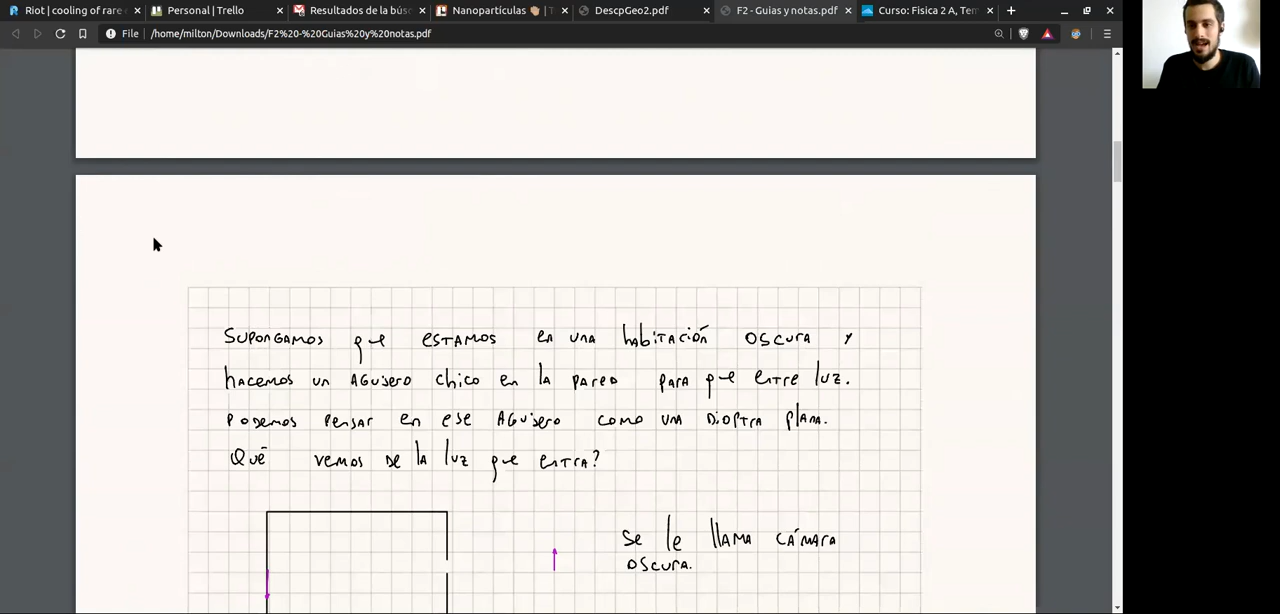 Riot | cooling of rare e
Personal | Trello
Resultados de la bús
Nanopartículas 👏🏼 | T
DescpGeo2.pdf
F2 - Guias y notas.pdf
Curso: Fisica 2 A, Tem
File
/home/milton/Downloads/F2%20-%20Guias%20y%20notas.pdf
Supongamos que estamos en una habitación oscura y
hacemos un agujero chico en la pared para que entre luz.
Podemos pensar en ese agujero como una dioptra plana.
Qué vemos de la luz que entra?
Se le llama cámara
oscura.